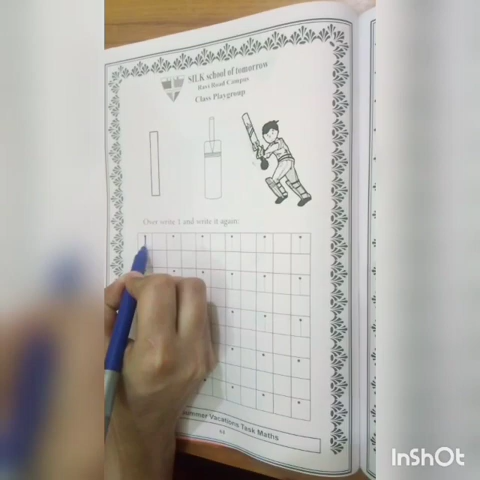 SILK school of tomorrow
Ravi Road Campus
Class Playgroup
Over write 1 and write it again:
ummer Vacations Task Maths
InShOt